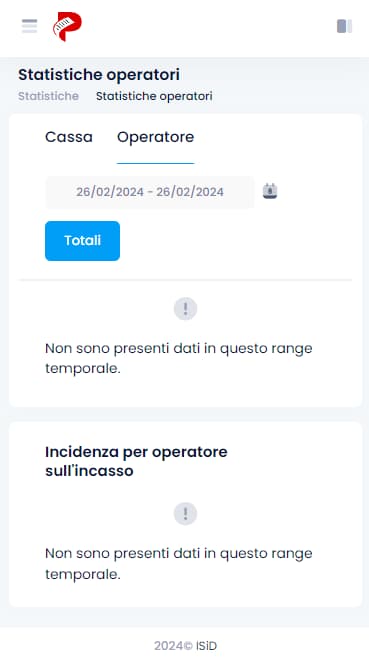 Statistiche operatori
Statistiche Statistiche operatori
Cassa Operatore
26/02/2024 - 26/02/2024
Totali
Non sono presenti dati in questo range
temporale.
Incidenza per operatore
sull'incasso
Non sono presenti dati in questo range
temporale.
2024© ISiD